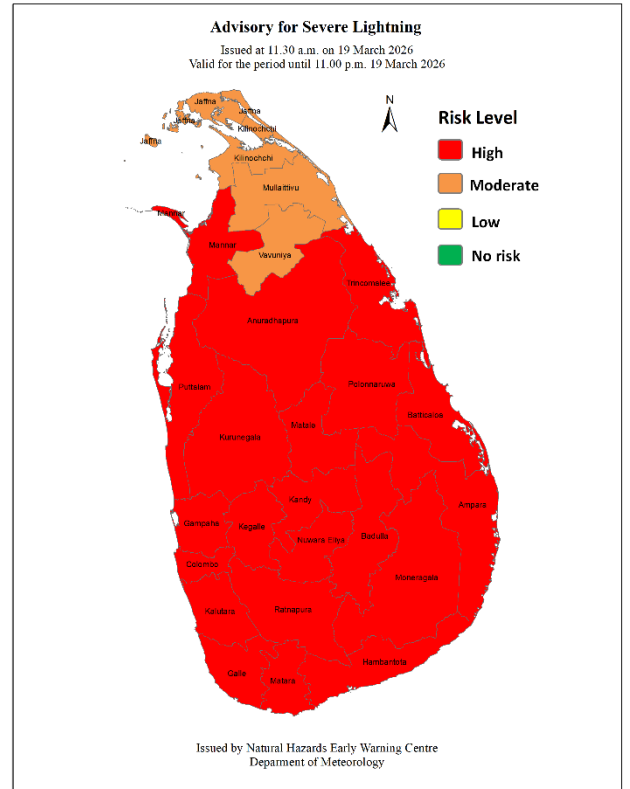 Advisory for Severe Lightning
Issued at 11.30 a.m. on 19 March 2026
Valid for the period until 11.00 p.m. 19 March 2026
N
Risk Level
High
Moderate
Low
No risk
Jaffna
Jaffna
Jaffna
Kilinochchi
Jaffna
Kilinochchi
Mullaittivu
Mannar
Mannar
Vavuniya
Trincomalee
Anuradhapura
Puttalam
Polonnaruwa
Batticaloa
Matale
Kurunegala
Kandy
Ampara
Gampaha
Kegalle
Nuwara Eliya
Badulla
Colombo
Moneragala
Kalutara
Ratnapura
Hambantota
Galle
Matara
Issued by Natural Hazards Early Warning Centre
Deparment of Meteorology